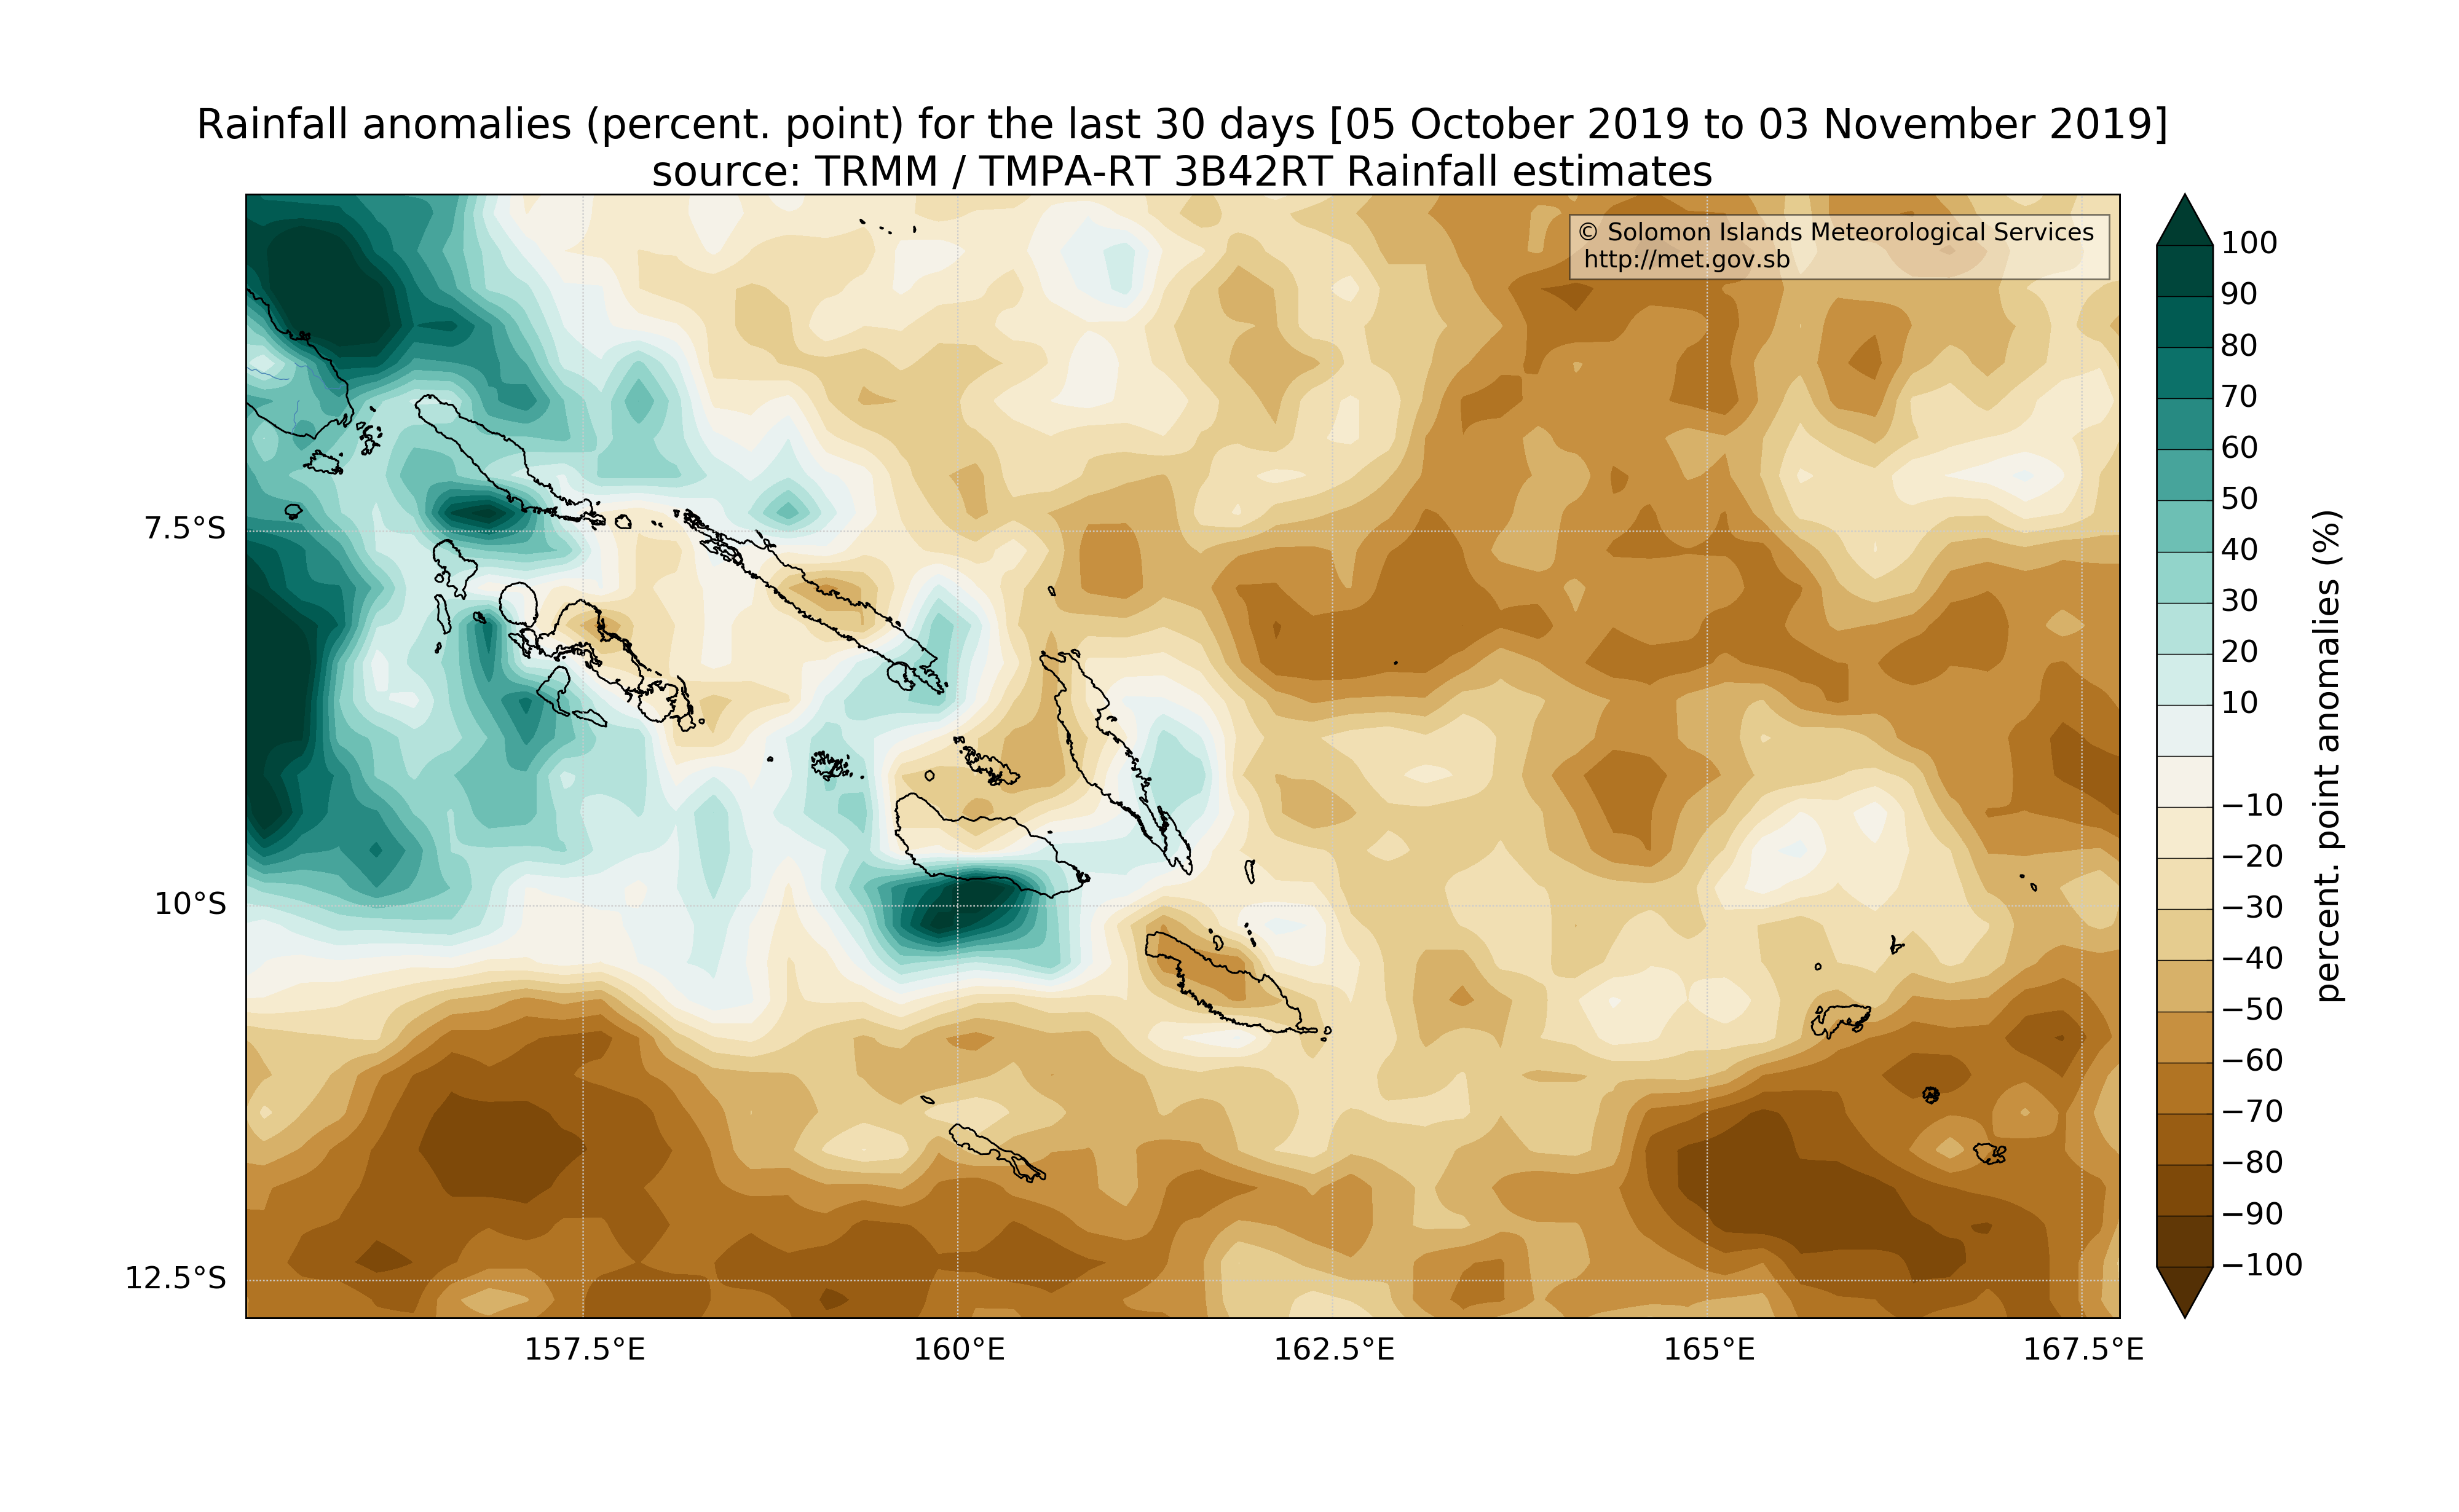 Rainfall anomalies (percent. point) for the last 30 days [05 October 2019 to 03 November 2019]
source: TRMM / TMPA-RT 3B42RT Rainfall estimates
© Solomon Islands Meteorological Services
http://met.gov.sb
7.5°S
10°S
12.5°S
157.5°E
160°E
162.5°E
165°E
167.5°E
100
90
80
70
60
50
40
30
20
10
−10
−20
−30
−40
−50
−60
−70
−80
−90
−100
percent. point anomalies (%)